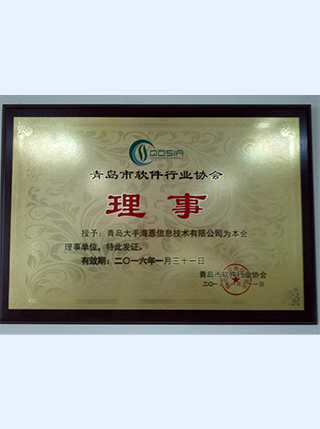 QDSIA
青岛市软件行业协会
理 事
授予：青岛大手海恩信息技术有限公司为本会
理事单位。特此发证。
有效期：二〇一六年一月三十一日
青岛市软件行业协会